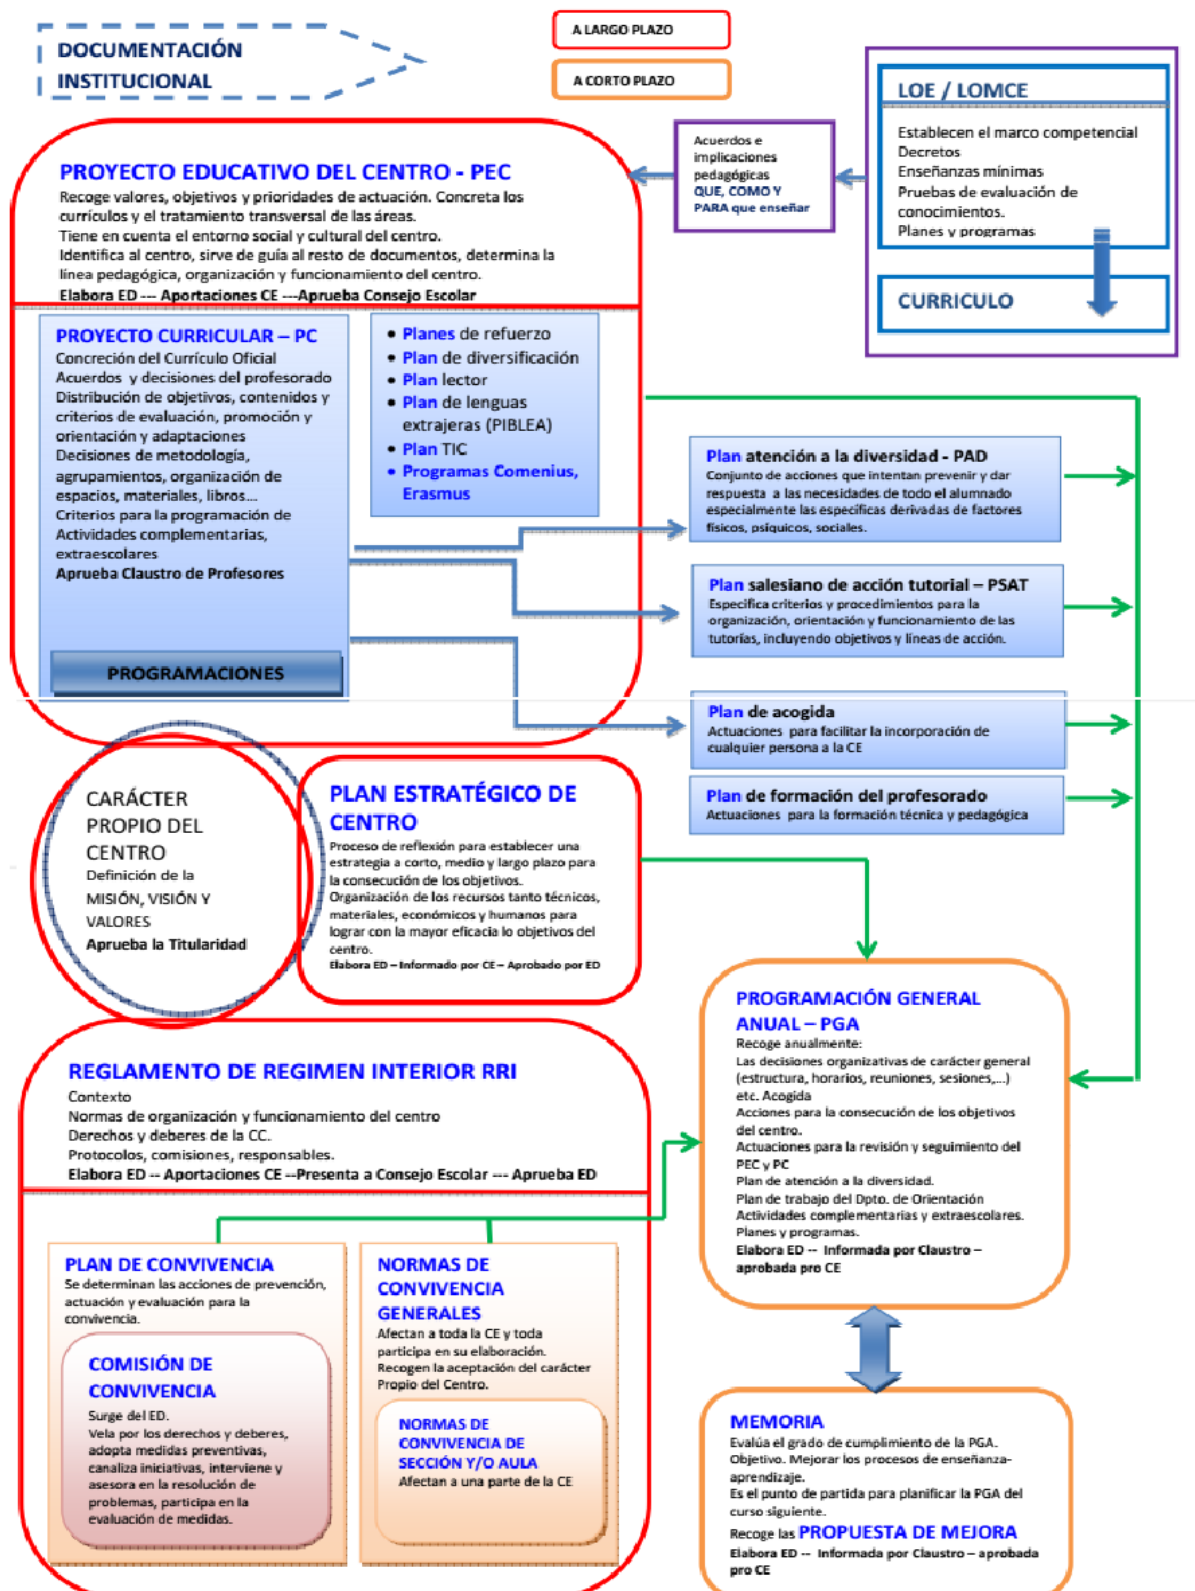 DOCUMENTACIÓN
INSTITUCIONAL
A LARGO PLAZO
A CORTO PLAZO
LOE / LOMCE
Establecen el marco competencial
Decretos
Enseñanzas mínimas
Pruebas de evaluación de
conocimientos.
Planes y programas
CURRICULO
Acuerdos e
implicaciones
pedagógicas
QUE, COMO Y
PARA que enseñar
PROYECTO EDUCATIVO DEL CENTRO - PEC
Recoge valores, objetivos y prioridades de actuación. Concreta los
currículos y el tratamiento transversal de las áreas.
Tiene en cuenta el entorno social y cultural del centro.
Identifica al centro, sirve de guía al resto de documentos, determina la
línea pedagógica, organización y funcionamiento del centro.
Elabora ED --- Aportaciones CE ---Aprueba Consejo Escolar
PROYECTO CURRICULAR – PC
Concreción del Currículo Oficial
Acuerdos y decisiones del profesorado
Distribución de objetivos, contenidos y
criterios de evaluación, promoción y
orientación y adaptaciones
Decisiones de metodología,
agrupamientos, organización de
espacios, materiales, libros...
Criterios para la programación de
Actividades complementarias,
extraescolares
Aprueba Claustro de Profesores
PROGRAMACIONES
• Planes de refuerzo
• Plan de diversificación
• Plan lector
• Plan de lenguas
extrajeras (PIBLEA)
• Plan TIC
• Programas Comenius,
Erasmus
Plan atención a la diversidad - PAD
Conjunto de acciones que intentan prevenir y dar
respuesta a las necesidades de todo el alumnado
especialmente las especificas derivadas de factores
físicos, psíquicos, sociales.
Plan salesiano de acción tutorial – PSAT
Especifica criterios y procedimientos para la
organización, orientación y funcionamiento de las
tutorías, incluyendo objetivos y líneas de acción.
Plan de acogida
Actuaciones para facilitar la incorporación de
cualquier persona a la CE
Plan de formación del profesorado
Actuaciones para la formación técnica y pedagógica
CARÁCTER
PROPIO DEL
CENTRO
Definición de la
MISIÓN, VISIÓN Y
VALORES
Aprueba la Titularidad
PLAN ESTRATÉGICO DE
CENTRO
Proceso de reflexión para establecer una
estrategia a corto, medio y largo plazo para
la consecución de los objetivos.
Organización de los recursos tanto técnicos,
materiales, económicos y humanos para
lograr con la mayor eficacia lo objetivos del
centro.
Elabora ED – Informado por CE – Aprobado por ED
PROGRAMACIÓN GENERAL
ANUAL – PGA
Recoge anualmente:
Las decisiones organizativas de carácter general
(estructura, horarios, reuniones, sesiones,...)
etc. Acogida
Acciones para la consecución de los objetivos
del centro.
Actuaciones para la revisión y seguimiento del
PEC y PC
Plan de atención a la diversidad.
Plan de trabajo del Dpto. de Orientación
Actividades complementarias y extraescolares.
Planes y programas.
Elabora ED -- Informada por Claustro –
aprobada pro CE
REGLAMENTO DE REGIMEN INTERIOR RRI
Contexto
Normas de organización y funcionamiento del centro
Derechos y deberes de la CC.
Protocolos, comisiones, responsables.
Elabora ED -- Aportaciones CE --Presenta a Consejo Escolar --- Aprueba ED
PLAN DE CONVIVENCIA
Se determinan las acciones de prevención,
actuación y evaluación para la
convivencia.
COMISIÓN DE
CONVIVENCIA
Surge del ED.
Vela por los derechos y deberes,
adopta medidas preventivas,
canaliza iniciativas, interviene y
asesora en la resolución de
problemas, participa en la
evaluación de medidas.
NORMAS DE
CONVIVENCIA
GENERALES
Afectan a toda la CE y toda
participa en su elaboración.
Recogen la aceptación del carácter
Propio del Centro.
NORMAS DE
CONVIVENCIA DE
SECCIÓN Y/O AULA
Afectan a una parte de la CE
MEMORIA
Evalúa el grado de cumplimiento de la PGA.
Objetivo. Mejorar los procesos de enseñanza-
aprendizaje.
Es el punto de partida para planificar la PGA del
curso siguiente.
Recoge las PROPUESTA DE MEJORA
Elabora ED -- Informada por Claustro – aprobada
pro CE